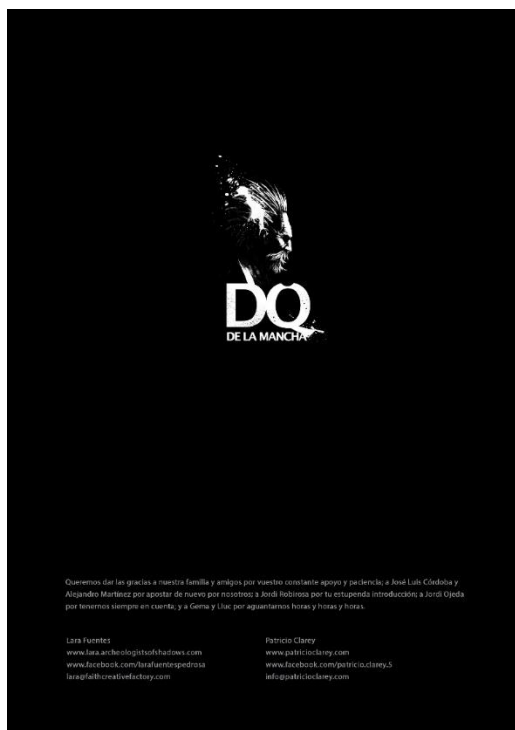 DQ
DE LA MANCHA
Queremos dar las gracias a nuestra familia y amigos por vuestro constante apoyo y paciencia; a José Luis Córdoba y
Alejandro Martínez por apostar de nuevo por nosotros; a Jordi Robirosa por tu estupenda introducción; a Jordi Ojeda
por tenernos siempre en cuenta; y a Gema y Lluc por aguantarnos horas y horas y horas.
Lara Fuentes
www.lara.archeologistsofshadows.com
www.facebook.com/larafuentespedrosa
lara@faithcreativefactory.com
Patricio Clarey
www.patricioclarey.com
www.facebook.com/patricio.clarey.5
info@patricioclarey.com